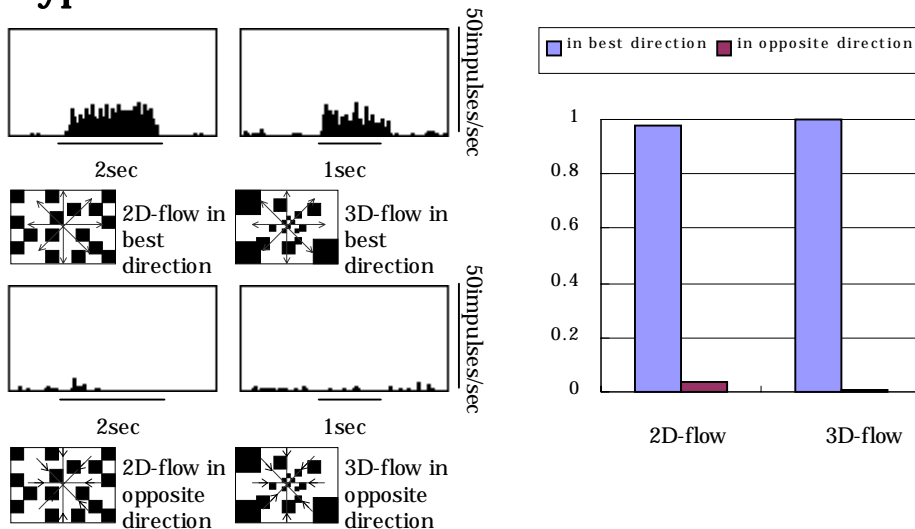 50impulses/sec
2sec
1sec
2D-flow in
best
direction
3D-flow in
best
direction
50impulses/sec
2sec
1sec
2D-flow in
opposite
direction
3D-flow in
opposite
direction
in best direction
in opposite direction
1
0.8
0.6
0.4
0.2
0
2D-flow
3D-flow